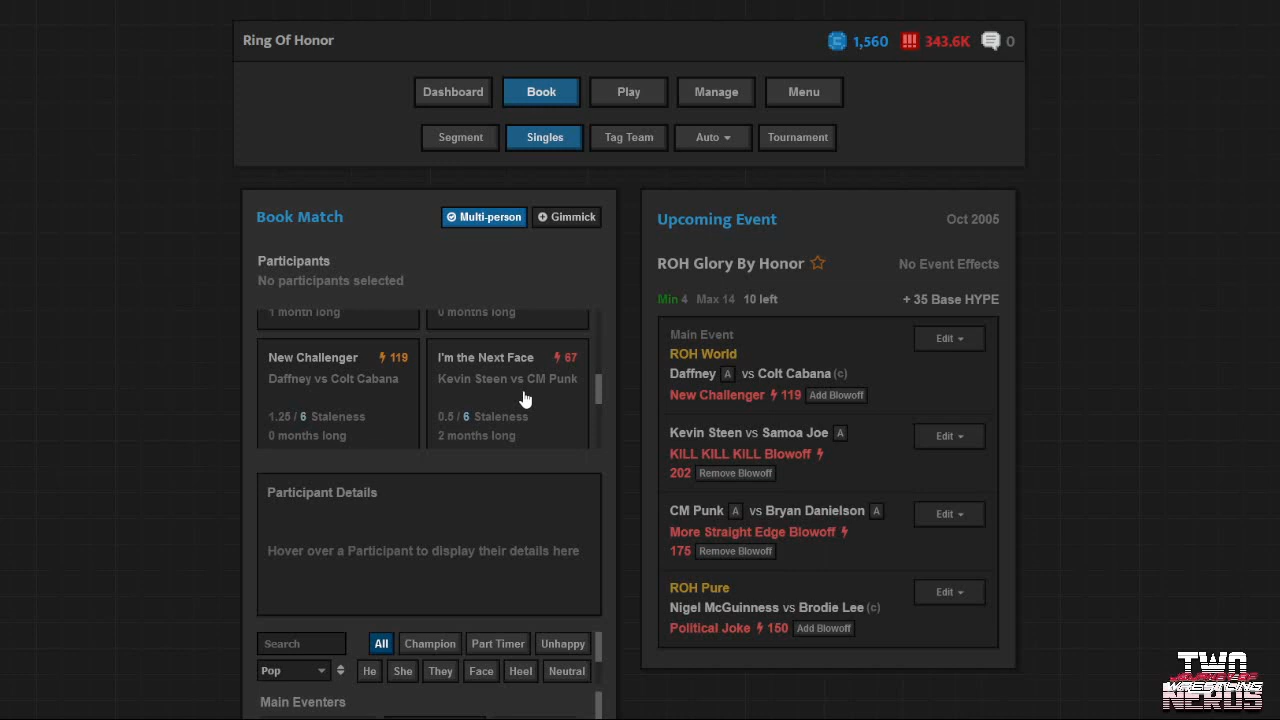 Ring Of Honor
1,560 343.6K 0
Dashboard Book Play Manage Menu
Segment Singles Tag Team Auto Tournament
Book Match Multi-person Gimmick
Participants
No participants selected
1 month long 0 months long
New Challenger 119
Daffney vs Colt Cabana
1.25 / 6 Staleness
0 months long
I'm the Next Face 67
Kevin Steen vs CM Punk
0.5 / 6 Staleness
2 months long
Participant Details
Hover over a Participant to display their details here
Search All Champion Part Timer Unhappy
Pop He She They Face Heel Neutral
Main Eventers
Upcoming Event Oct 2005
ROH Glory By Honor No Event Effects
Min 4 Max 14 10 left + 35 Base HYPE
Main Event Edit
ROH World
Daffney A vs Colt Cabana (c)
New Challenger 119 Add Blowoff
Kevin Steen vs Samoa Joe A Edit
KILL KILL KILL Blowoff
202 Remove Blowoff
CM Punk A vs Bryan Danielson A Edit
More Straight Edge Blowoff
175 Remove Blowoff
ROH Pure Edit
Nigel McGuinness vs Brodie Lee (c)
Political Joke 150 Add Blowoff
TWO
WRESTLING
NERDS